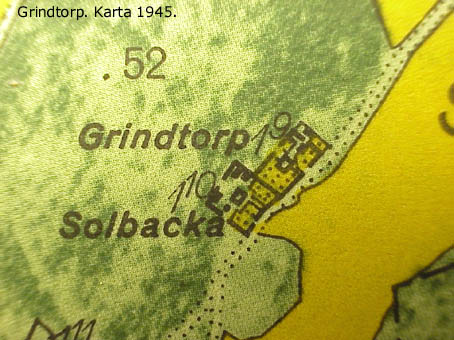 Grindtorp. Karta 1945.
.52
Grindtorp 1⁹
1¹⁰
Solbacka